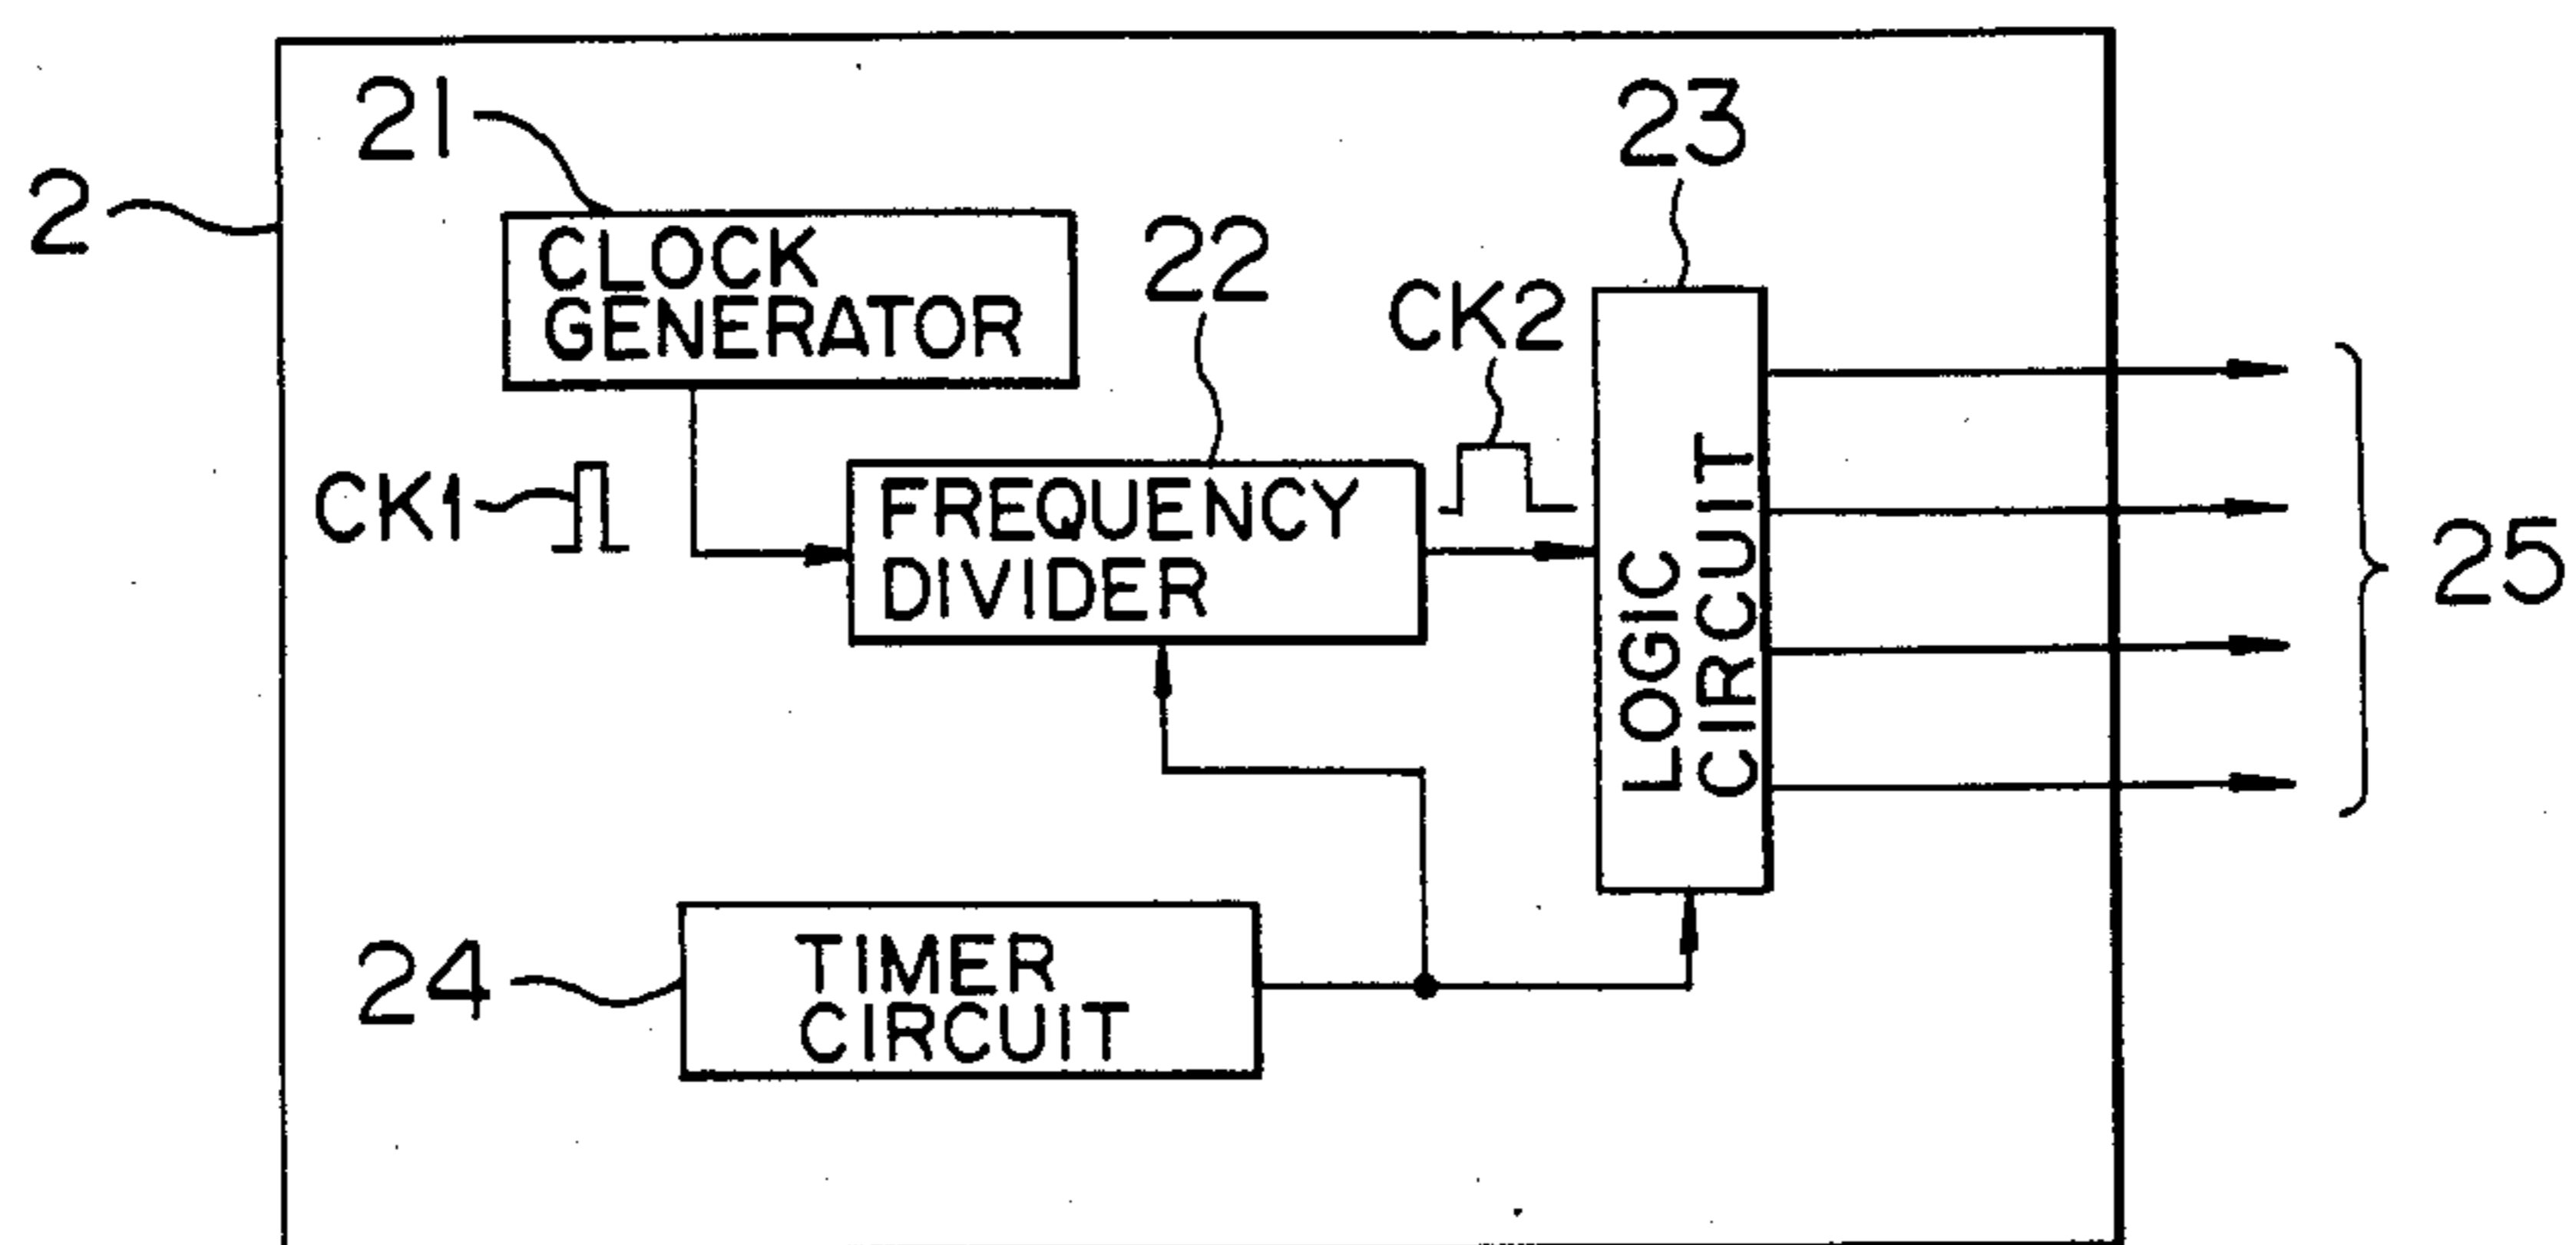 2
21
CLOCK
GENERATOR
CK1
22
FREQUENCY
DIVIDER
CK2
23
LOGIC
CIRCUIT
25
24
TIMER
CIRCUIT